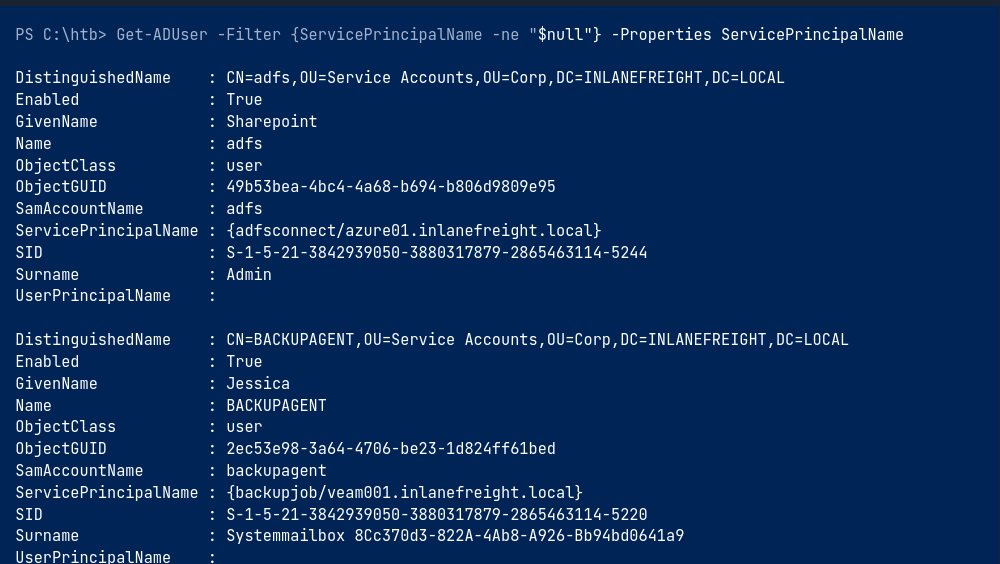 PS C:\htb> Get-ADUser -Filter {ServicePrincipalName -ne "$null"} -Properties ServicePrincipalName
DistinguishedName    : CN=adfs,OU=Service Accounts,OU=Corp,DC=INLANEFREIGHT,DC=LOCAL
Enabled              : True
GivenName            : Sharepoint
Name                 : adfs
ObjectClass          : user
ObjectGUID           : 49b53bea-4bc4-4a68-b694-b806d9809e95
SamAccountName       : adfs
ServicePrincipalName : {adfsconnect/azure01.inlanefreight.local}
SID                  : S-1-5-21-3842939050-3880317879-2865463114-5244
Surname              : Admin
UserPrincipalName    :
DistinguishedName    : CN=BACKUPAGENT,OU=Service Accounts,OU=Corp,DC=INLANEFREIGHT,DC=LOCAL
Enabled              : True
GivenName            : Jessica
Name                 : BACKUPAGENT
ObjectClass          : user
ObjectGUID           : 2ec53e98-3a64-4706-be23-1d824ff61bed
SamAccountName       : backupagent
ServicePrincipalName : {backupjob/veam001.inlanefreight.local}
SID                  : S-1-5-21-3842939050-3880317879-2865463114-5220
Surname              : Systemmailbox 8Cc370d3-822A-4Ab8-A926-Bb94bd0641a9
UserPrincipalName    :